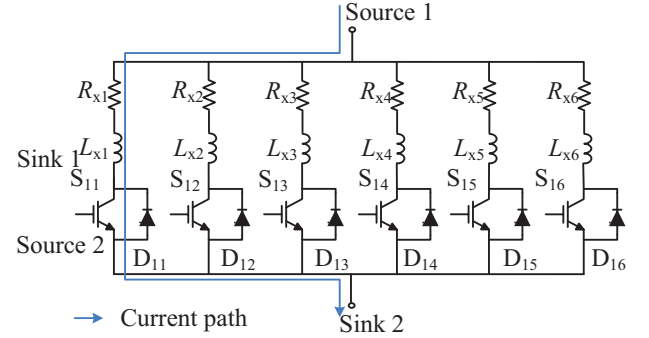 Source 1
Rx1 Rx2 Rx3 Rx4 Rx5 Rx6
Sink 1 Lx1 Lx2 Lx3 Lx4 Lx5 Lx6
S11 S12 S13 S14 S15 S16
Source 2
D11 D12 D13 D14 D15 D16
Current path
Sink 2